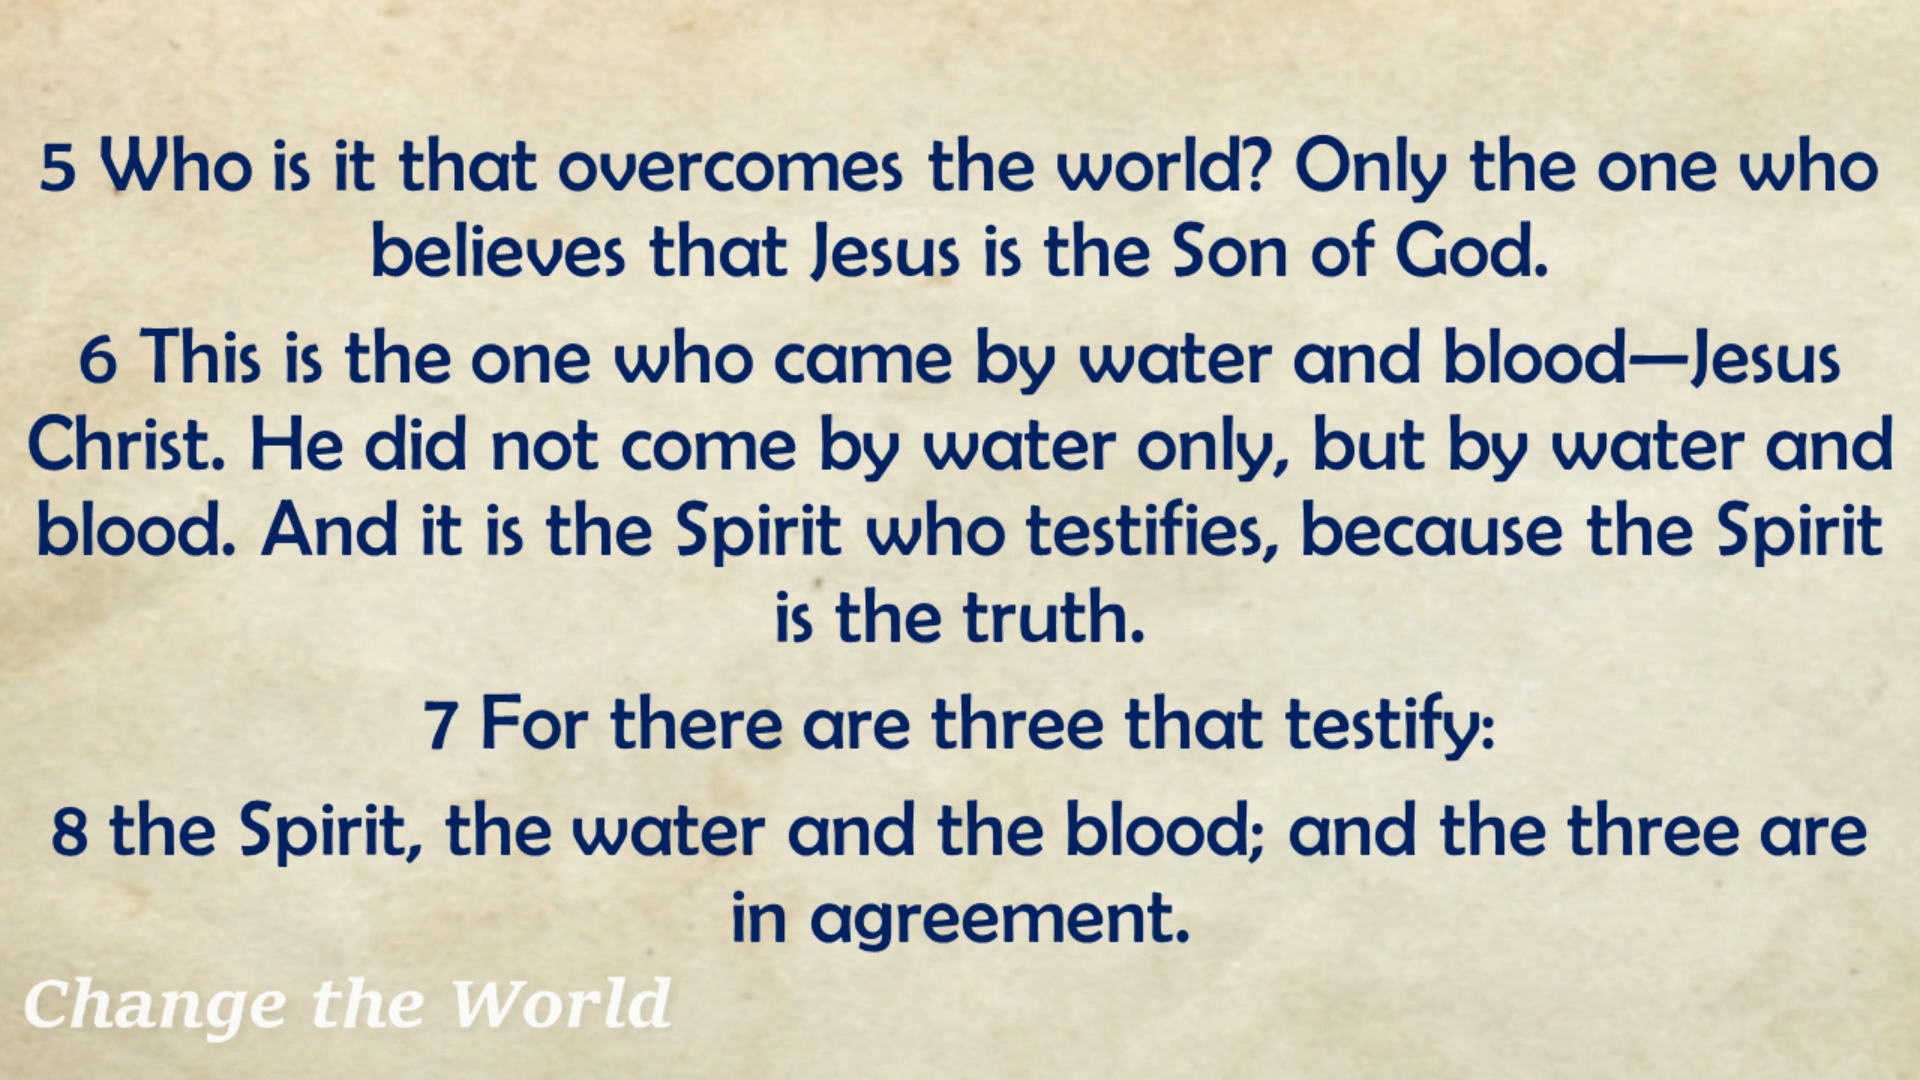 5 Who is it that overcomes the world? Only the one who
believes that Jesus is the Son of God.
6 This is the one who came by water and blood—Jesus
Christ. He did not come by water only, but by water and
blood. And it is the Spirit who testifies, because the Spirit
is the truth.
7 For there are three that testify:
8 the Spirit, the water and the blood; and the three are
in agreement.
Change the World